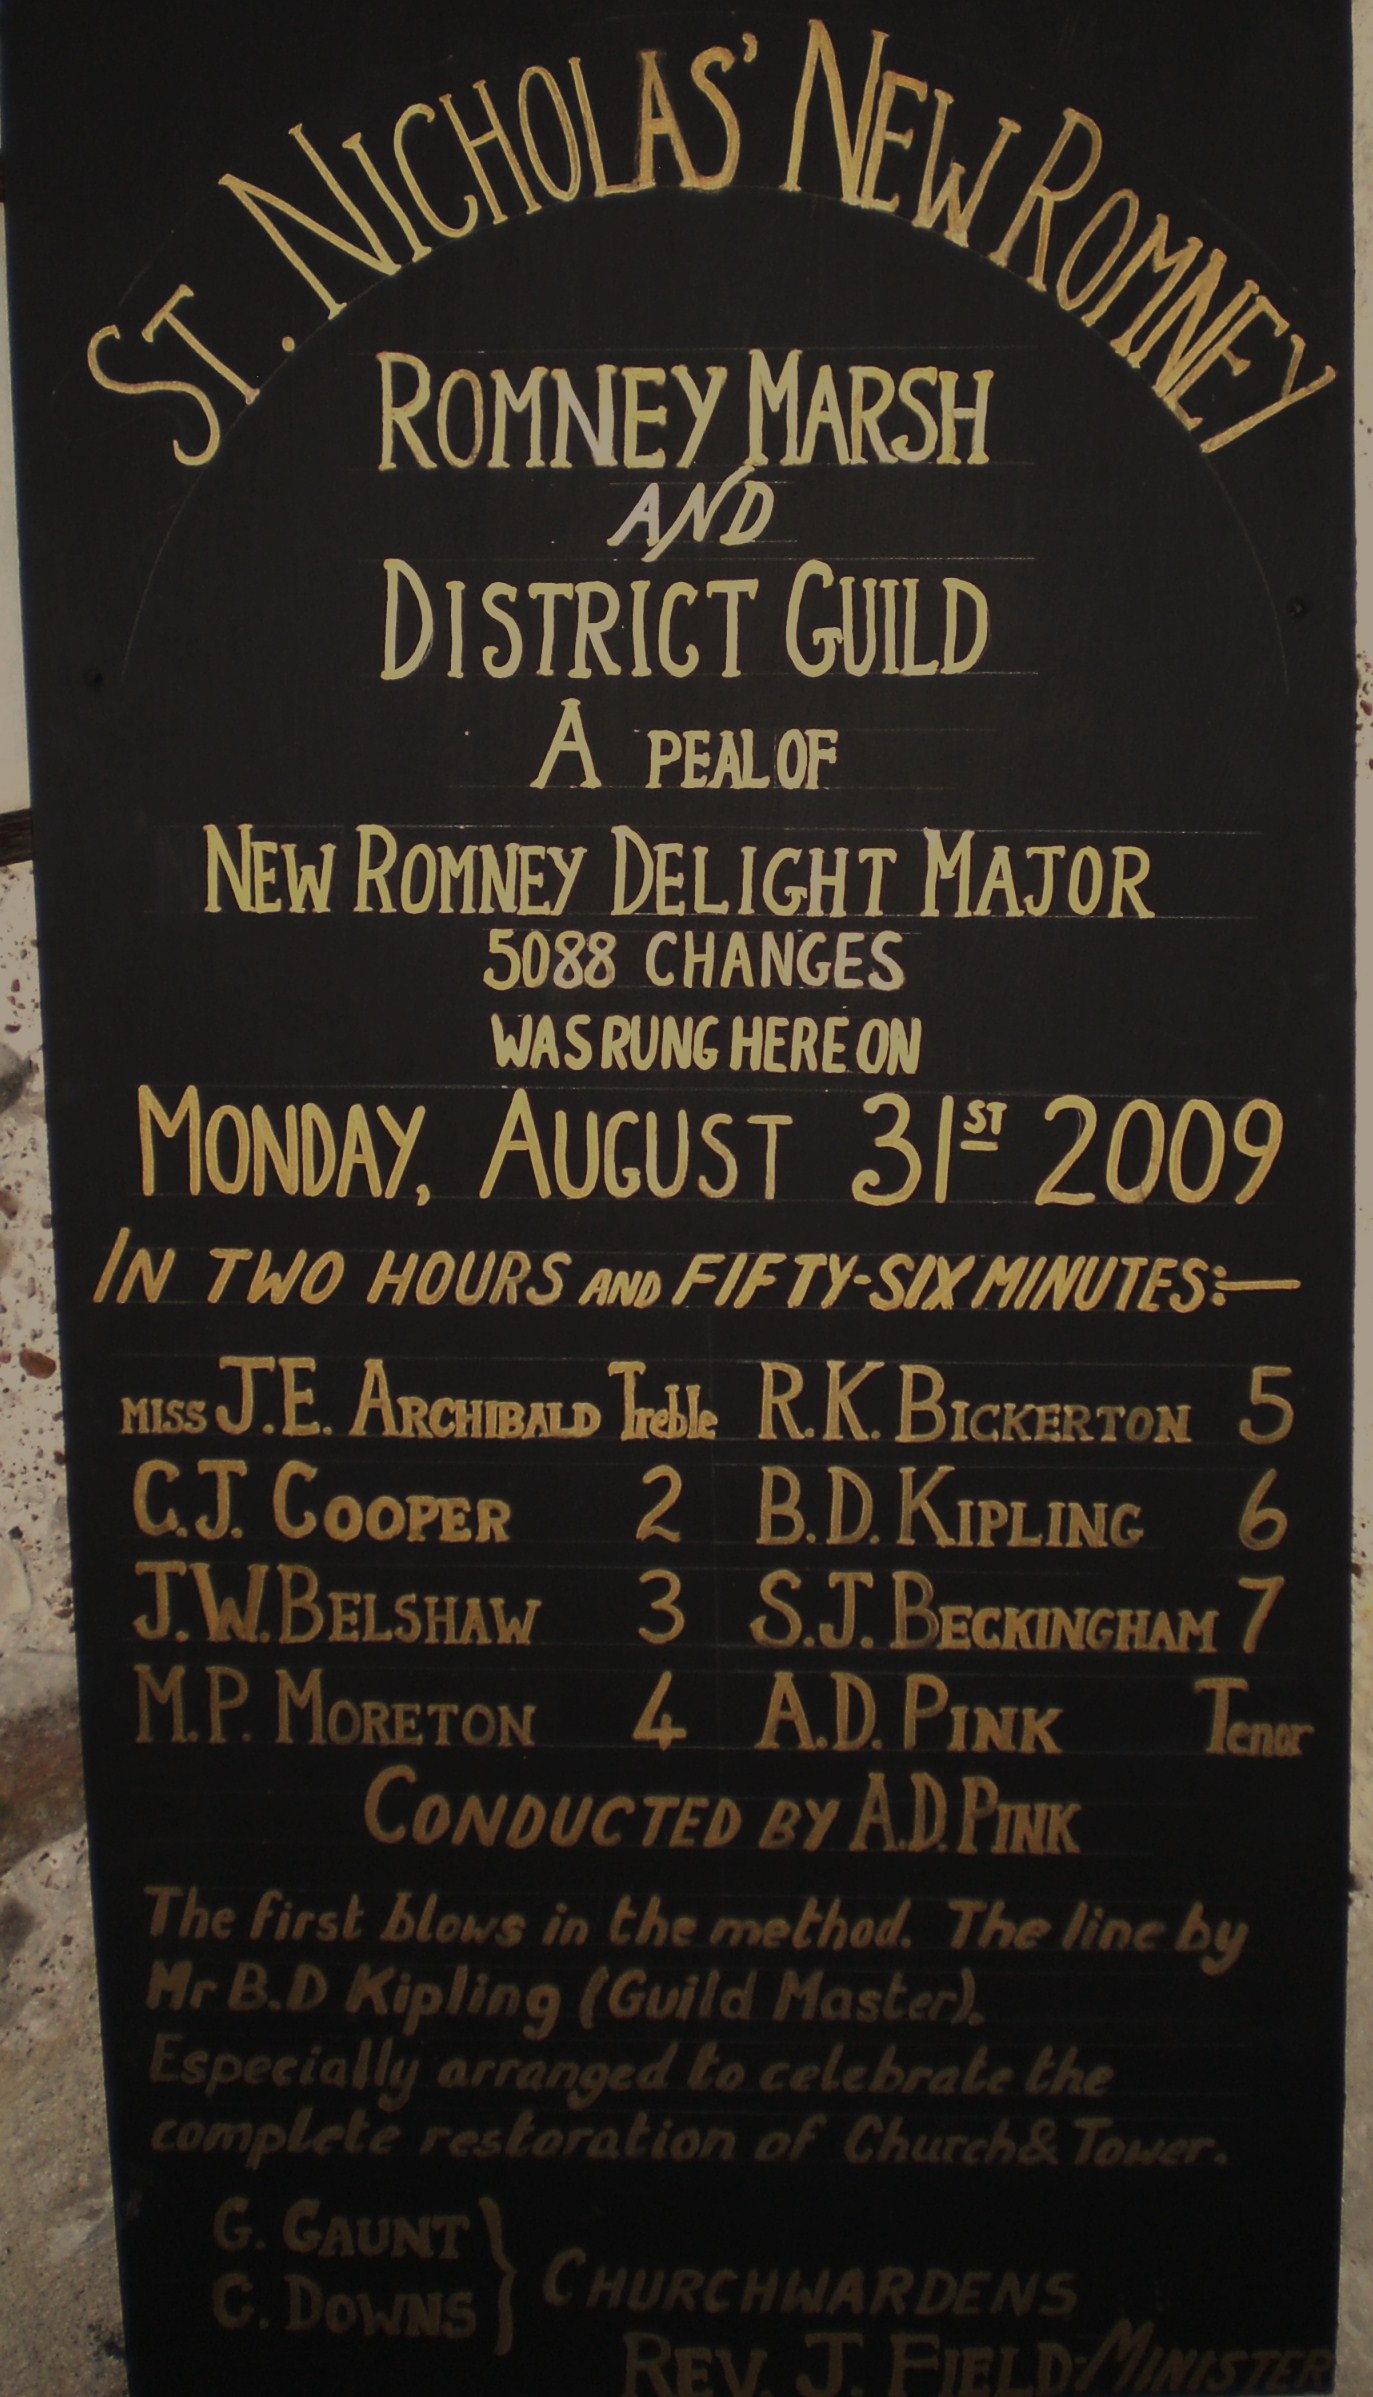 ST. NICHOLAS' NEW ROMNEY
ROMNEY MARSH
AND
DISTRICT GUILD
A PEAL OF
NEW ROMNEY DELIGHT MAJOR
5088 CHANGES
WAS RUNG HERE ON
MONDAY, AUGUST 31ST 2009
IN TWO HOURS AND FIFTY-SIX MINUTES:—
MISS J.E. ARCHIBALD Treble R.K. BICKERTON 5
C.J. COOPER 2 B.D. KIPLING 6
J.W. BELSHAW 3 S.J. BECKINGHAM 7
M.P. MORETON 4 A.D. PINK Tenor
CONDUCTED BY A.D. PINK
The first blows in the method. The line by
Mr B.D Kipling (Guild Master).
Especially arranged to celebrate the
complete restoration of Church & Tower.
G. GAUNT
C. DOWNS } CHURCHWARDENS
REV. J. FIELD-MINISTER